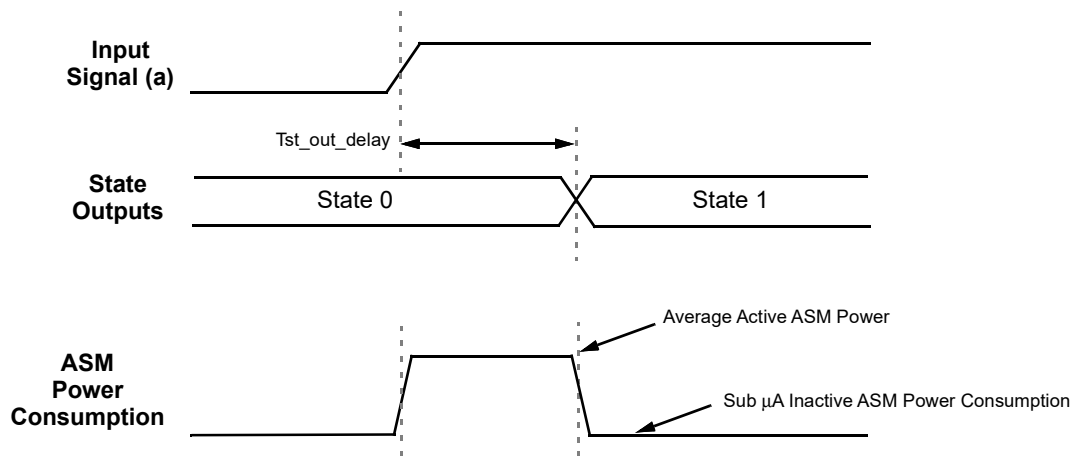 Input
Signal (a)
Tst_out_delay
State
Outputs
State 0
State 1
Average Active ASM Power
ASM
Power
Consumption
Sub µA Inactive ASM Power Consumption